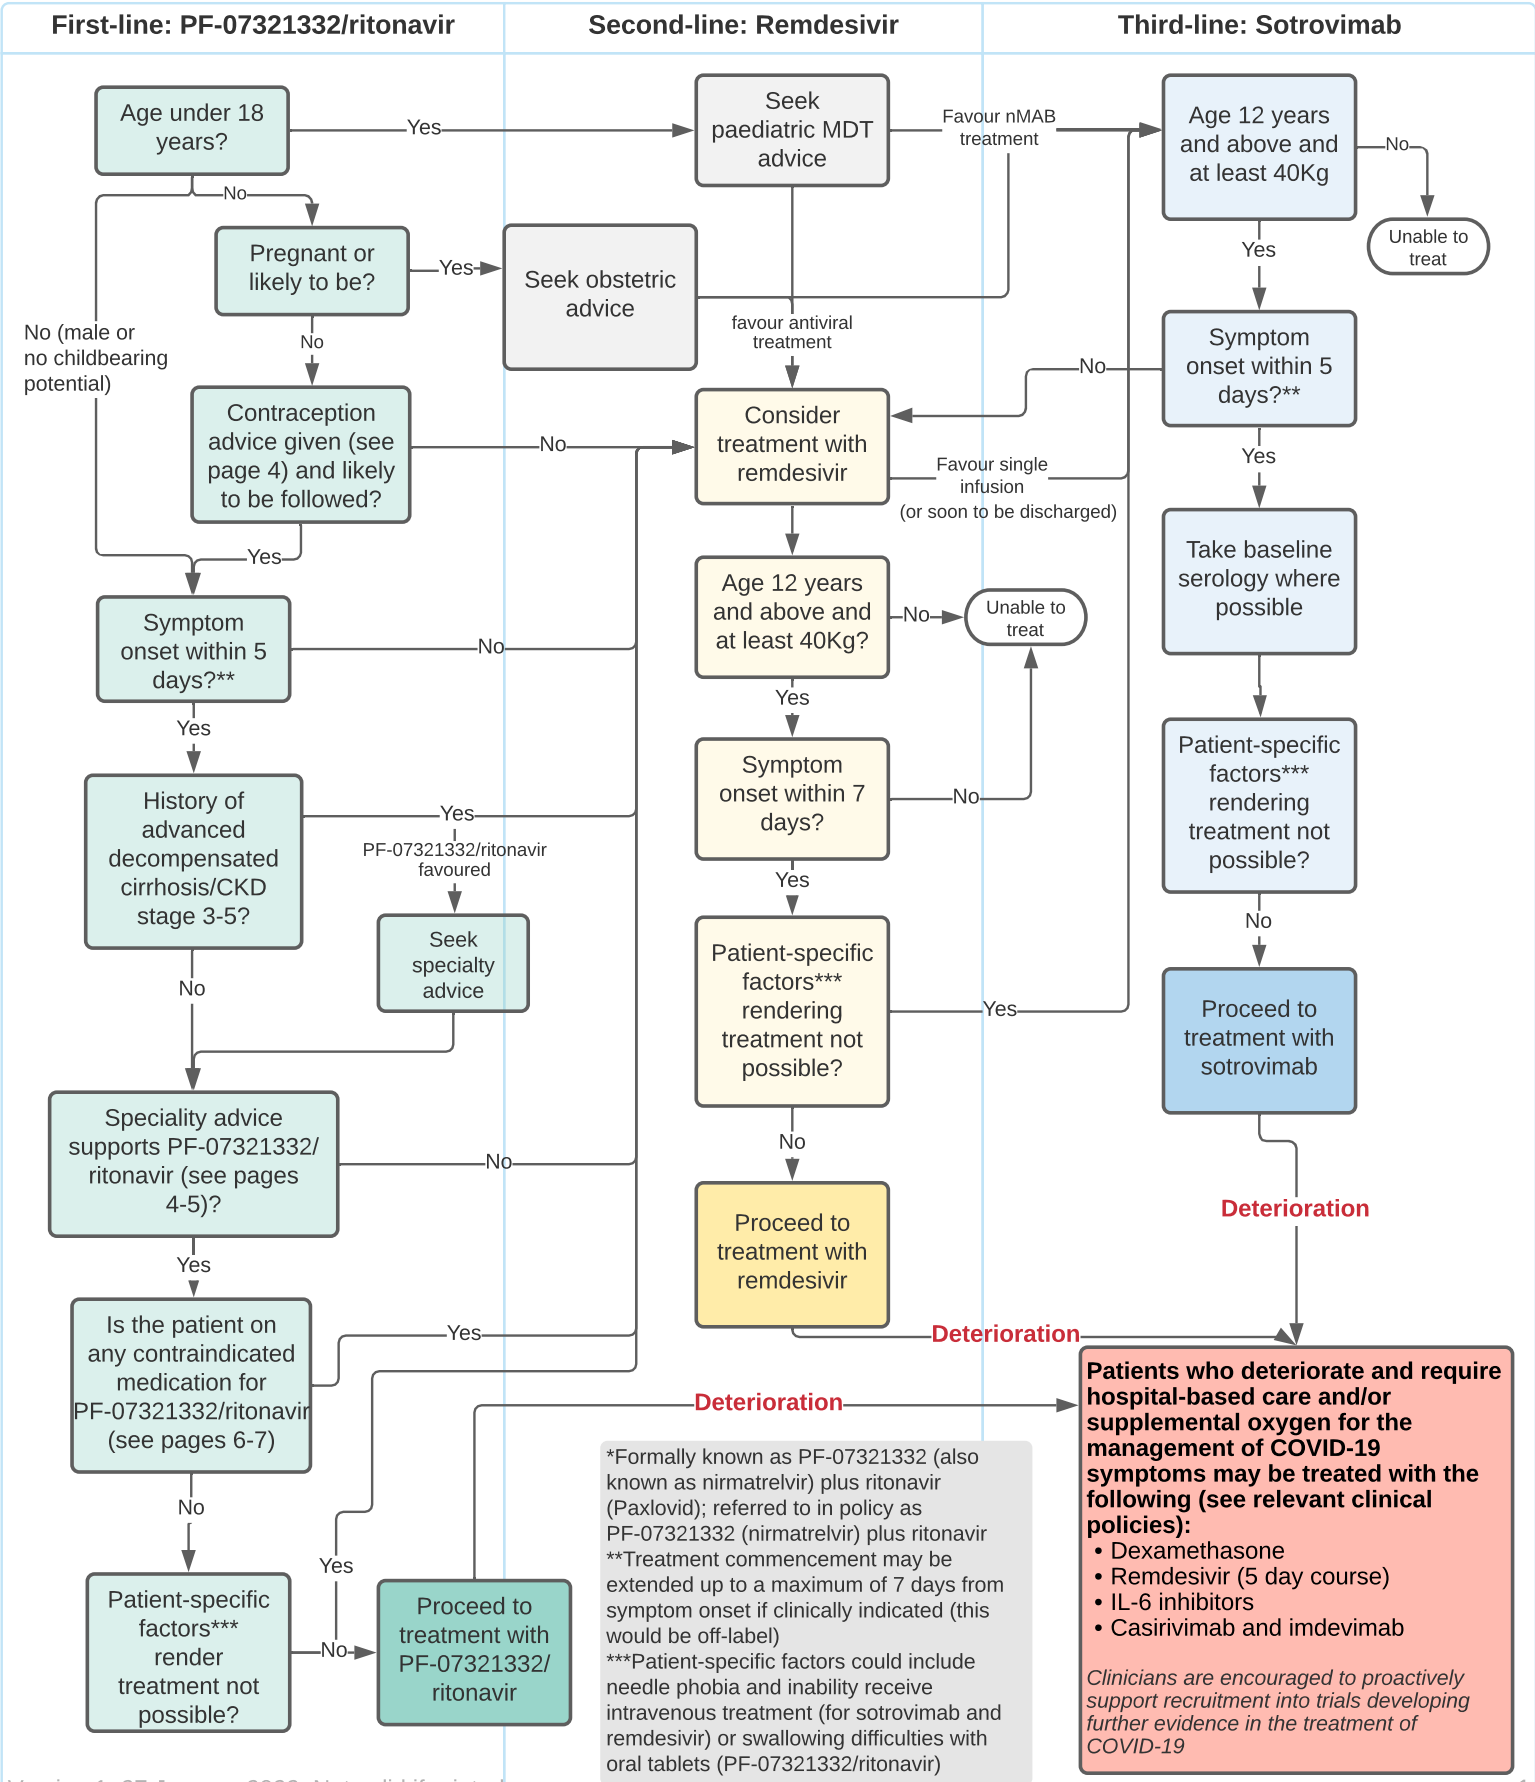 First-line: PF-07321332/ritonavir
Second-line: Remdesivir
Third-line: Sotrovimab
Age under 18
years?
Yes
No
No (male or
no childbearing
potential)
Pregnant or
likely to be?
Yes
No
Contraception
advice given (see
page 4) and likely
to be followed?
No
Yes
Symptom
onset within 5
days?**
No
Yes
History of
advanced
decompensated
cirrhosis/CKD
stage 3-5?
Yes
PF-07321332/ritonavir
favoured
Seek
specialty
advice
No
Speciality advice
supports PF-07321332/
ritonavir (see pages
4-5)?
No
Yes
Is the patient on
any contraindicated
medication for
PF-07321332/ritonavir
(see pages 6-7)
Yes
No
Patient-specific
factors***
render
treatment not
possible?
Yes
No
Proceed to
treatment with
PF-07321332/
ritonavir
Deterioration
Seek
paediatric MDT
advice
Favour nMAB
treatment
Seek obstetric
advice
favour antiviral
treatment
Consider
treatment with
remdesivir
Favour single
infusion
(or soon to be discharged)
Age 12 years
and above and
at least 40Kg?
No
Unable to
treat
Yes
Symptom
onset within 7
days?
No
Yes
Patient-specific
factors***
rendering
treatment not
possible?
Yes
No
Proceed to
treatment with
remdesivir
Deterioration
Age 12 years
and above and
at least 40Kg
No
Unable to
treat
Yes
Symptom
onset within 5
days?**
No
Yes
Take baseline
serology where
possible
Patient-specific
factors***
rendering
treatment not
possible?
No
Proceed to
treatment with
sotrovimab
Deterioration
*Formally known as PF-07321332 (also
known as nirmatrelvir) plus ritonavir
(Paxlovid); referred to in policy as
PF-07321332 (nirmatrelvir) plus ritonavir
**Treatment commencement may be
extended up to a maximum of 7 days from
symptom onset if clinically indicated (this
would be off-label)
***Patient-specific factors could include
needle phobia and inability receive
intravenous treatment (for sotrovimab and
remdesivir) or swallowing difficulties with
oral tablets (PF-07321332/ritonavir)
Patients who deteriorate and require
hospital-based care and/or
supplemental oxygen for the
management of COVID-19
symptoms may be treated with the
following (see relevant clinical
policies):
• Dexamethasone
• Remdesivir (5 day course)
• IL-6 inhibitors
• Casirivimab and imdevimab
Clinicians are encouraged to proactively
support recruitment into trials developing
further evidence in the treatment of
COVID-19